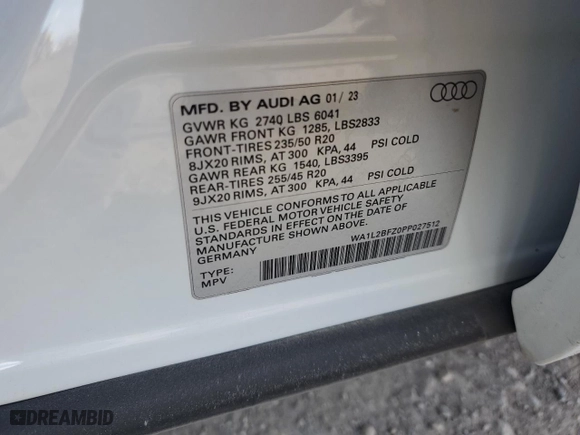 MFD. BY AUDI AG 01/ 23
GVWR KG 2740 LBS 6041
GAWR FRONT KG 1285, LBS2833
FRONT-TIRES 235/50 R20
8JX20 RIMS, AT 300 KPA, 44 PSI COLD
GAWR REAR KG 1540, LBS3395
REAR-TIRES 255/45 R20
9JX20 RIMS, AT 300 KPA, 44 PSI COLD
THIS VEHICLE CONFORMS TO ALL APPLICABLE
U.S. FEDERAL MOTOR VEHICLE SAFETY
STANDARDS IN EFFECT ON THE DATE OF
MANUFACTURE SHOWN ABOVE.
GERMANY
WA1L2BFZ0PP027512
TYPE:
MPV
DREAMBID